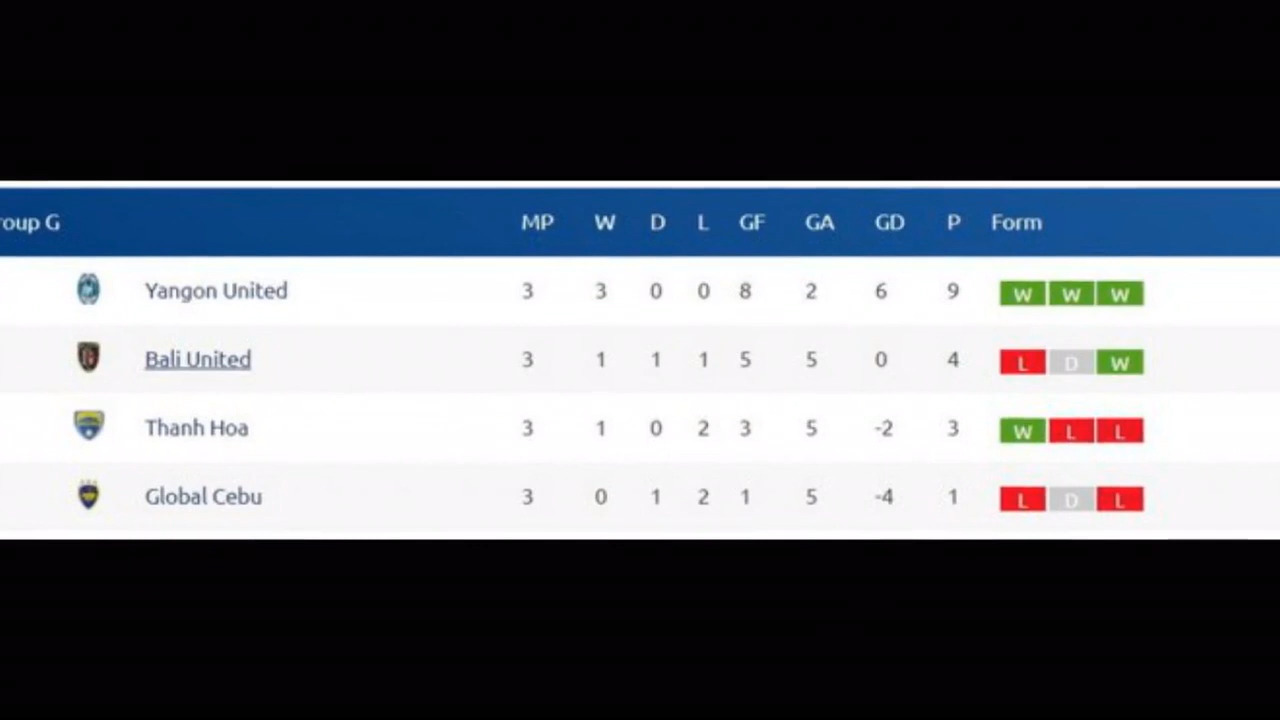 roup G MP W D L GF GA GD P Form
Yangon United 3 3 0 0 8 2 6 9 W W W
Bali United 3 1 1 1 5 5 0 4 L D W
Thanh Hoa 3 1 0 2 3 5 -2 3 W L L
Global Cebu 3 0 1 2 1 5 -4 1 L D L